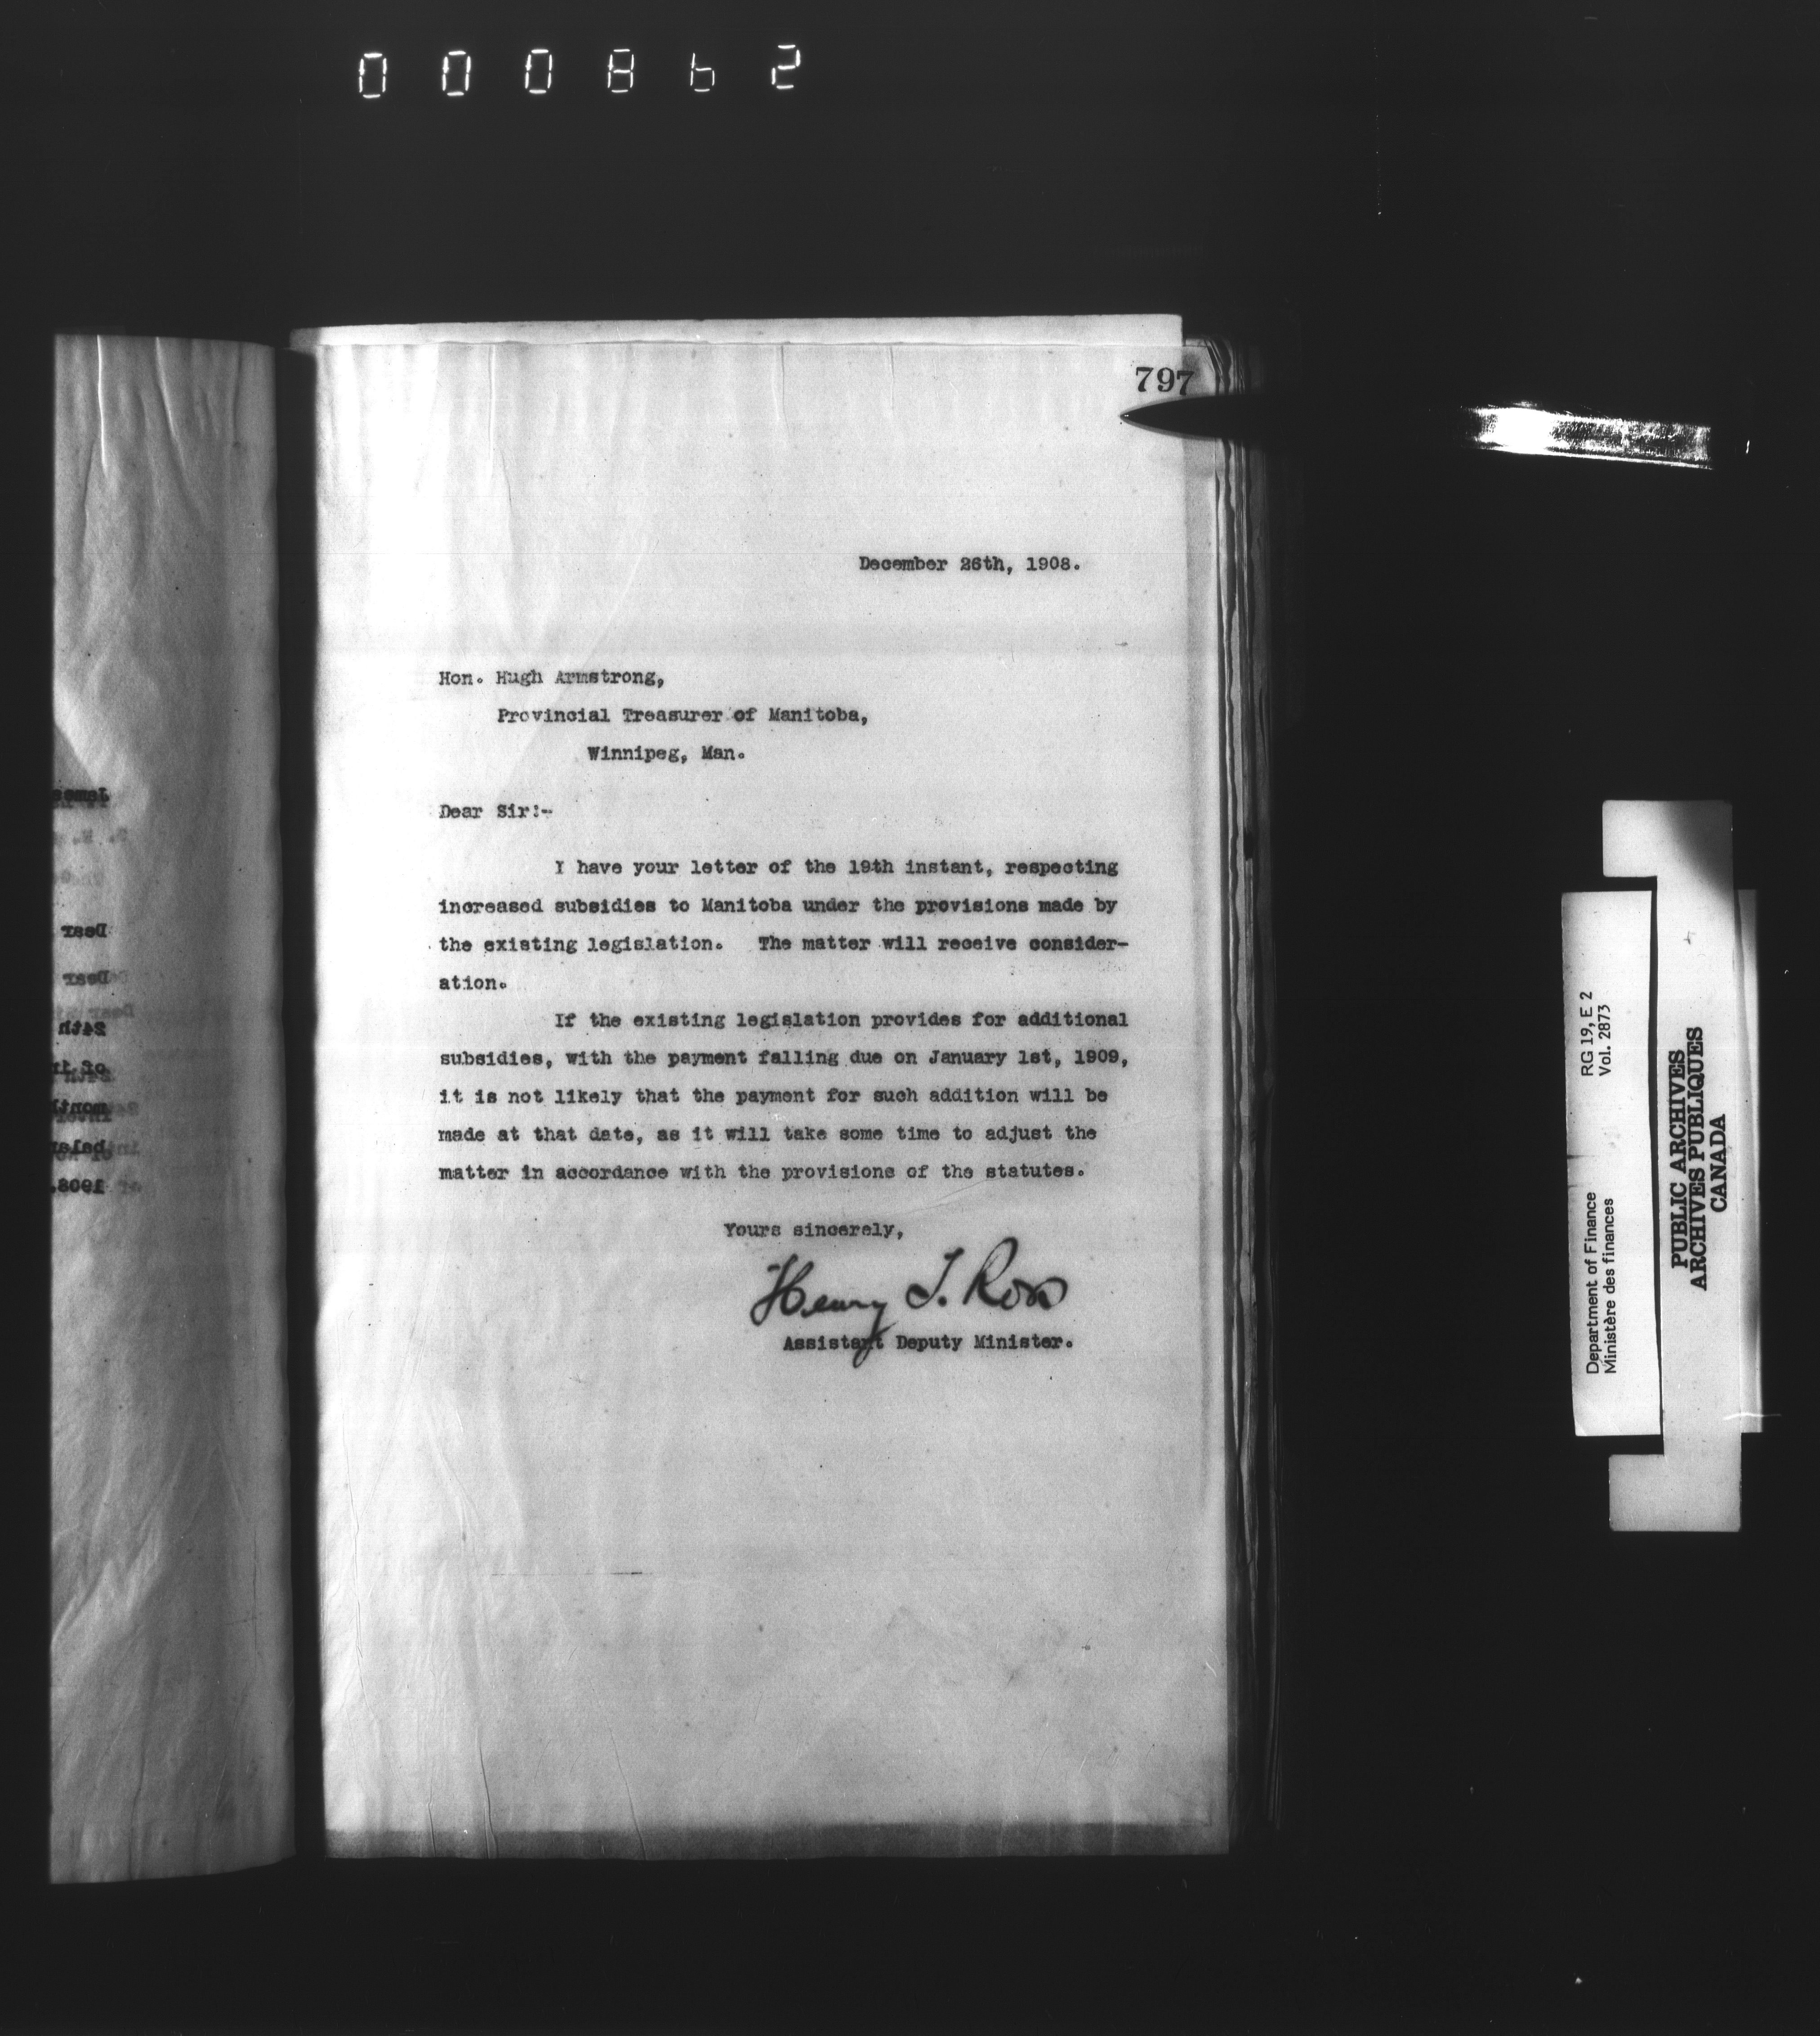 797
December 26th, 1908.
Hon. Hugh Armstrong,
Provincial Treasurer of Manitoba,
Winnipeg, Man.
Dear Sir:-
I have your letter of the 19th instant, respecting
increased subsidies to Manitoba under the provisions made by
the existing legislation. The matter will receive consider-
ation.
If the existing legislation provides for additional
subsidies, with the payment falling due on January 1st, 1909,
it is not likely that the payment for such addition will be
made at that date, as it will take some time to adjust the
matter in accordance with the provisions of the statutes.
Yours sincerely,
Henry T. Ross
Assistant Deputy Minister.
James
Dear
Dear
24th
1908.
Department of Finance RG 19, E 2
Ministère des finances Vol. 2873
PUBLIC ARCHIVES
ARCHIVES PUBLIQUES
CANADA